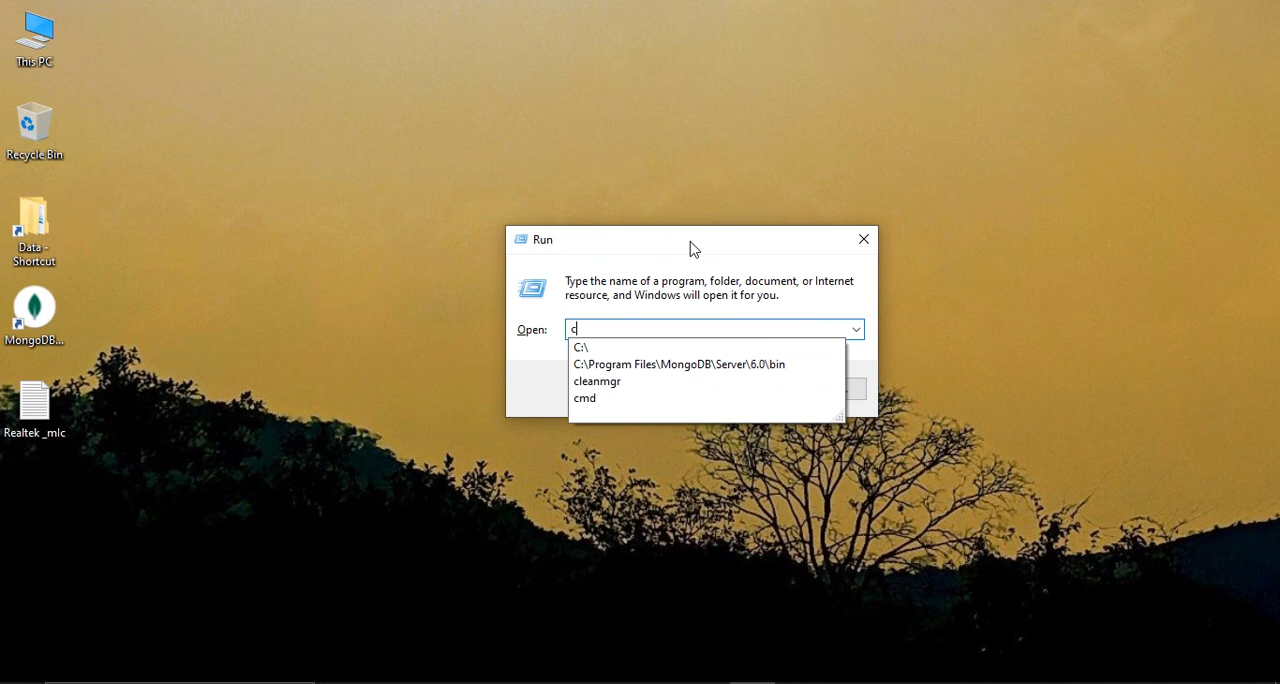 This PC
Recycle Bin
Data -
Shortcut
MongoDB...
Realtek _mlc
Run
Type the name of a program, folder, document, or Internet
resource, and Windows will open it for you.
Open:
c
C:\
C:\Program Files\MongoDB\Server\6.0\bin
cleanmgr
cmd